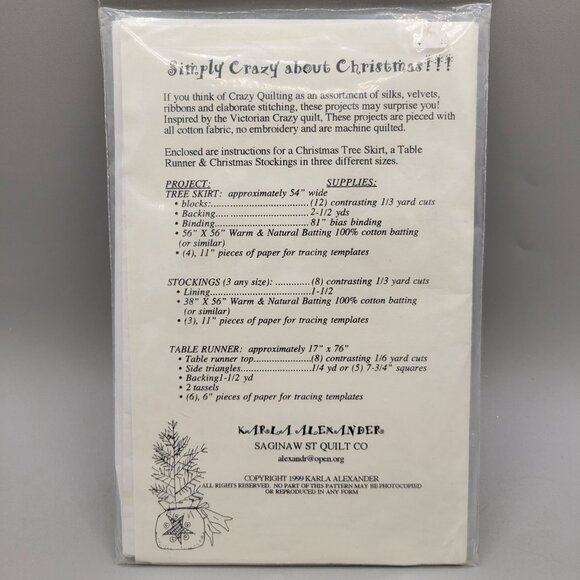 Simply Crazy about Christmas!!!
If you think of Crazy Quilting as an assortment of silks, velvets,
ribbons and elaborate stitching, these projects may surprise you!
Inspired by the Victorian Crazy quilt, These projects are pieced with
all cotton fabric, no embroidery and are machine quilted.
Enclosed are instructions for a Christmas Tree Skirt, a Table
Runner & Christmas Stockings in three different sizes.
PROJECT: SUPPLIES:
TREE SKIRT: approximately 54" wide
• blocks:..............................(12) contrasting 1/3 yard cuts
• Backing............................2-1/2 yds
• Binding............................81" bias binding
• 56" X 56" Warm & Natural Batting 100% cotton batting
(or similar)
• (4), 11" pieces of paper for tracing templates
STOCKINGS (3 any size): .............(8) contrasting 1/3 yard cuts
• Lining.............................1-1/2
• 38" X 56" Warm & Natural Batting 100% cotton batting
(or similar)
• (3), 11" pieces of paper for tracing templates
TABLE RUNNER: approximately 17" x 76"
• Table runner top...................(8) contrasting 1/6 yard cuts
• Side triangles.........................1/4 yd or (5) 7-3/4" squares
• Backing1-1/2 yd
• 2 tassels
• (6), 6" pieces of paper for tracing templates
KARLA ALEXANDER®
SAGINAW ST QUILT CO
alexandr@open.org
COPYRIGHT 1999 KARLA ALEXANDER
ALL RIGHTS RESERVED. NO PART OF THIS PATTERN MAY BE PHOTOCOPIED
OR REPRODUCED IN ANY FORM